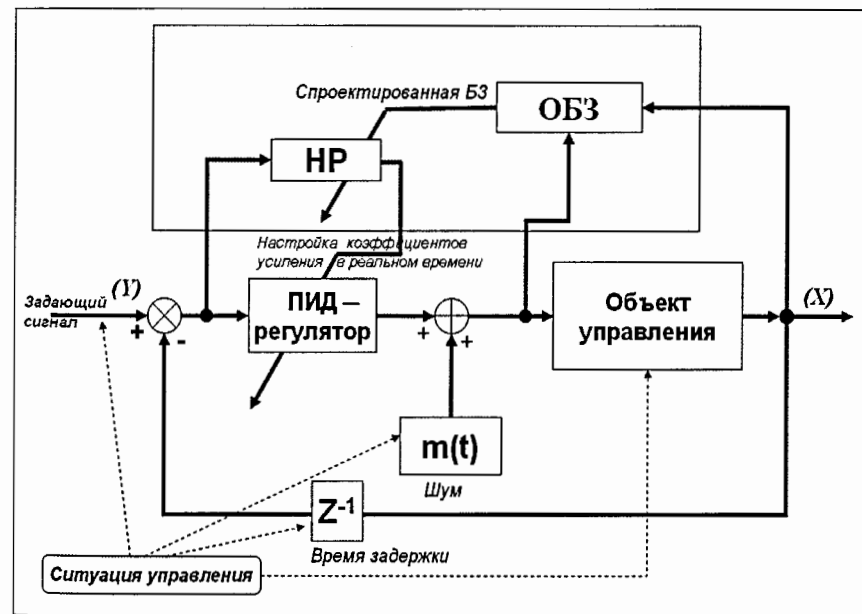 Спроектированная БЗ
ОБЗ
НР
Настройка коэффициентов
усиления в реальном времени
(Y)
Задающий
сигнал
+
-
ПИД –
регулятор
+
+
Объект
управления
(X)
m(t)
Шум
Z-1
Время задержки
Ситуация управления